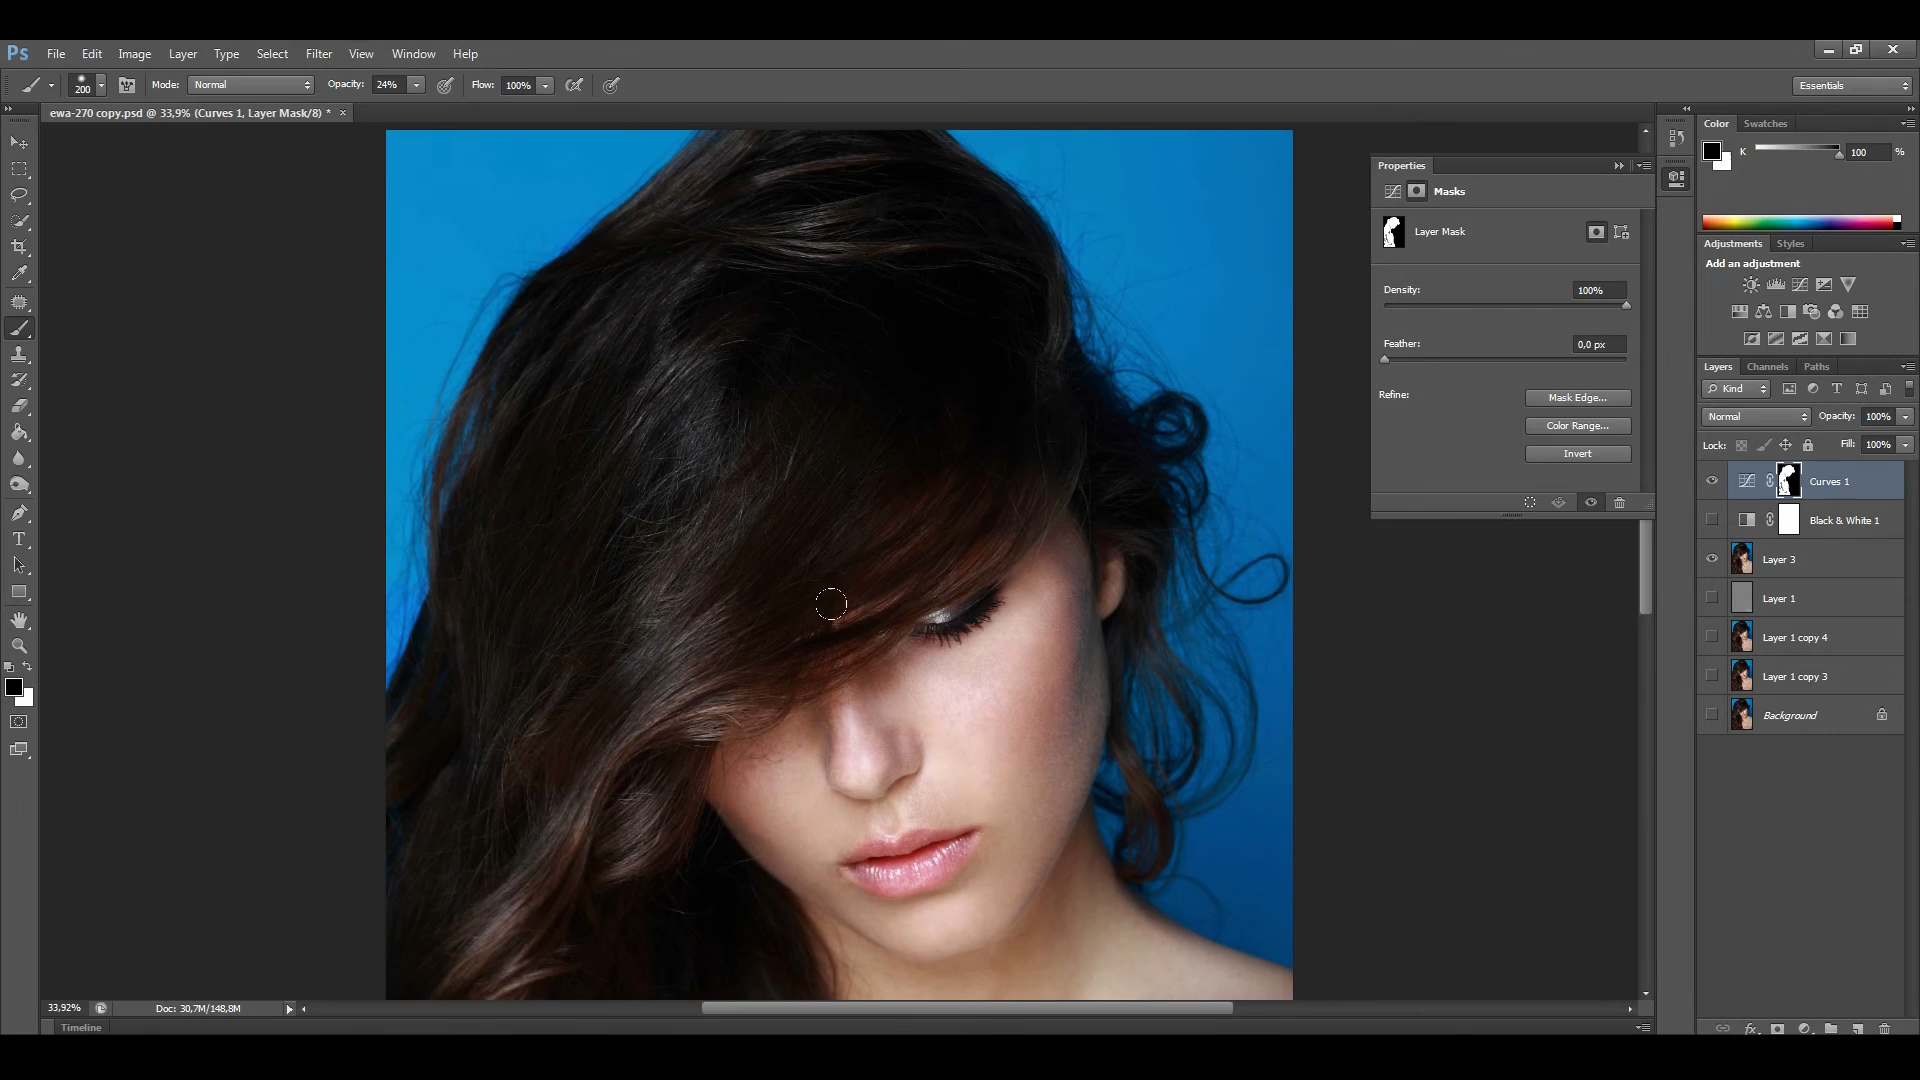 Ps File Edit Image Layer Type Select Filter View Window Help
200 Mode: Normal Opacity: 24% Flow: 100% Essentials
ewa-270 copy.psd @ 33,9% (Curves 1, Layer Mask/8) * ×
Color Swatches
K 100 %
Properties
Masks
Layer Mask
Density: 100%
Feather: 0,0 px
Refine: Mask Edge...
Color Range...
Invert
Adjustments Styles
Add an adjustment
Layers Channels Paths
Kind
Normal Opacity: 100%
Lock: Fill: 100%
Curves 1
Black & White 1
Layer 3
Layer 1
Layer 1 copy 4
Layer 1 copy 3
Background
33,92% Doc: 30,7M/148,8M
Timeline